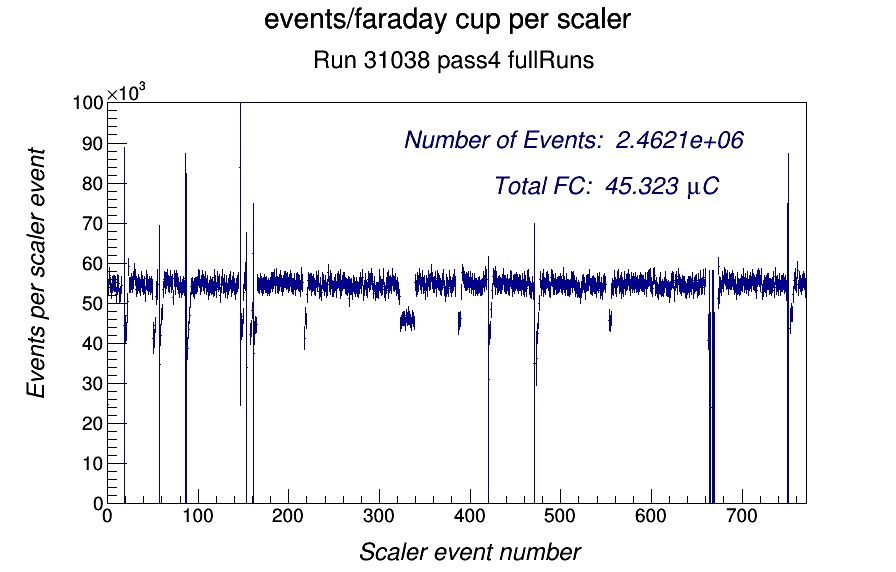 events/faraday cup per scaler
Run 31038 pass4 fullRuns
×10³
100
90
80
70
60
50
40
30
20
10
0
Events per scaler event
Number of Events: 2.4621e+06
Total FC: 45.323 μC
0 100 200 300 400 500 600 700
Scaler event number